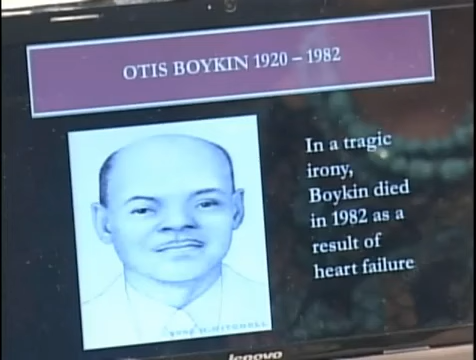 OTIS BOYKIN 1920 – 1982
In a tragic
irony,
Boykin died
in 1982 as a
result of
heart failure
lenovo